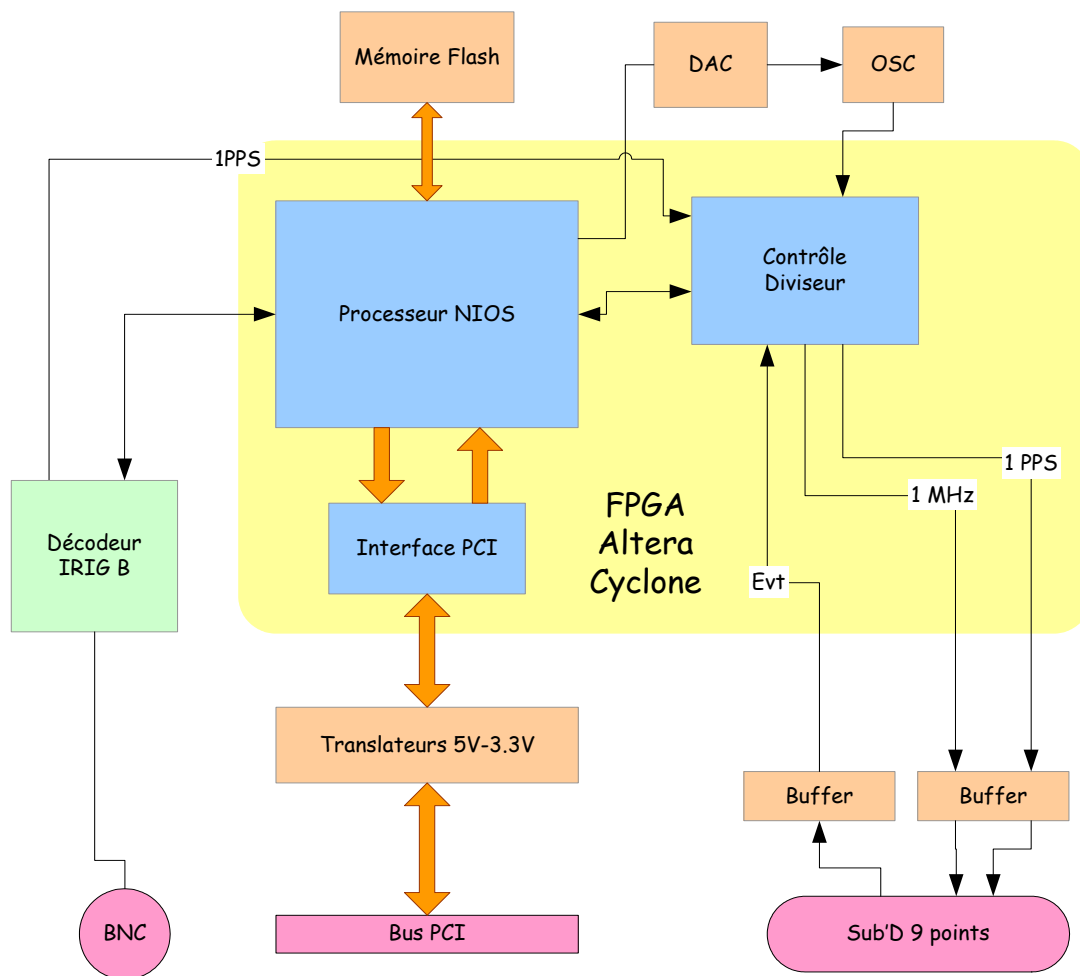 Mémoire Flash
DAC
OSC
1PPS
Contrôle
Diviseur
Processeur NIOS
1 PPS
1 MHz
FPGA
Altera
Cyclone
Décodeur
IRIG B
Interface PCI
Evt
Translateurs 5V-3.3V
Buffer
Buffer
BNC
Bus PCI
Sub'D 9 points